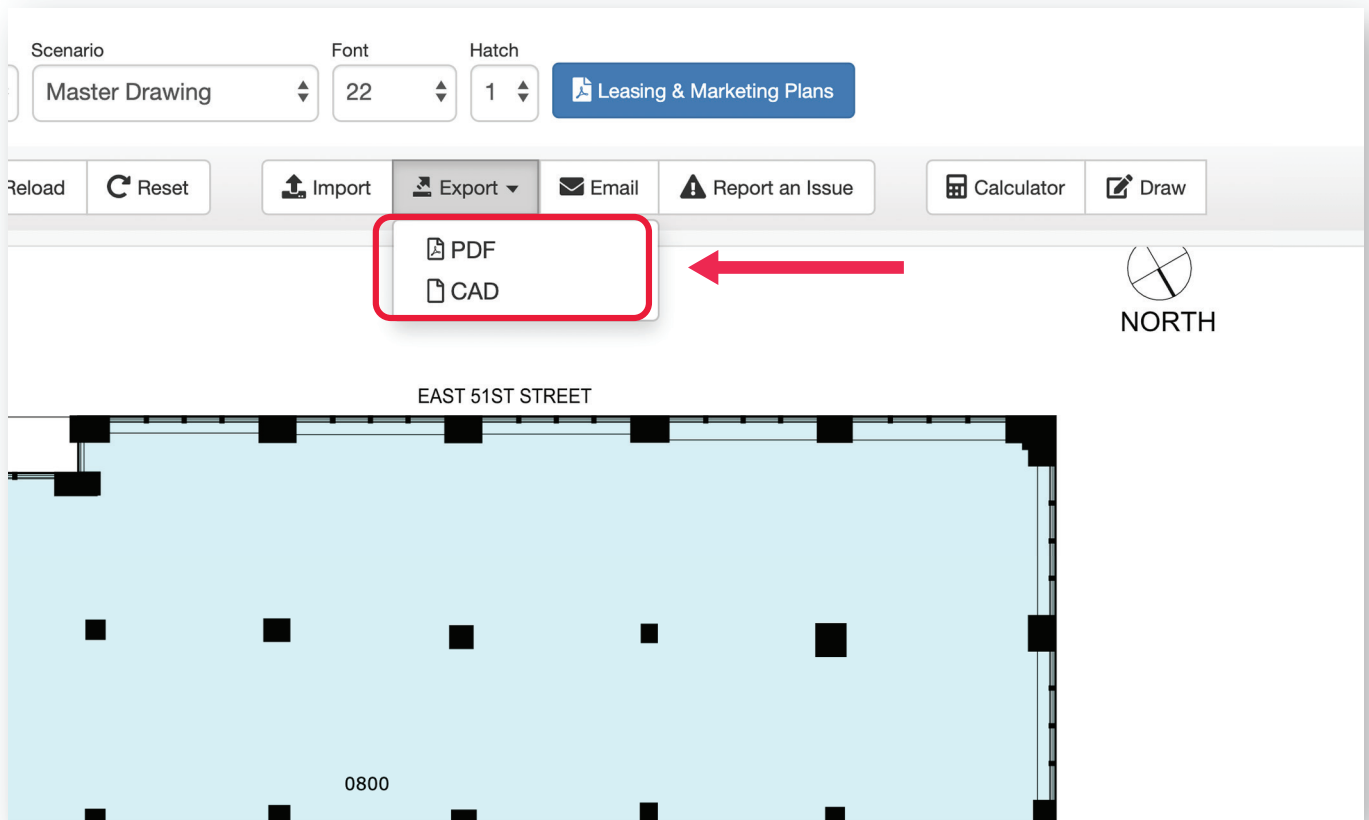 Scenario Font Hatch
Master Drawing 22 1 Leasing & Marketing Plans
Reload Reset Import Export Email Report an Issue Calculator Draw
PDF
CAD
NORTH
EAST 51ST STREET
0800